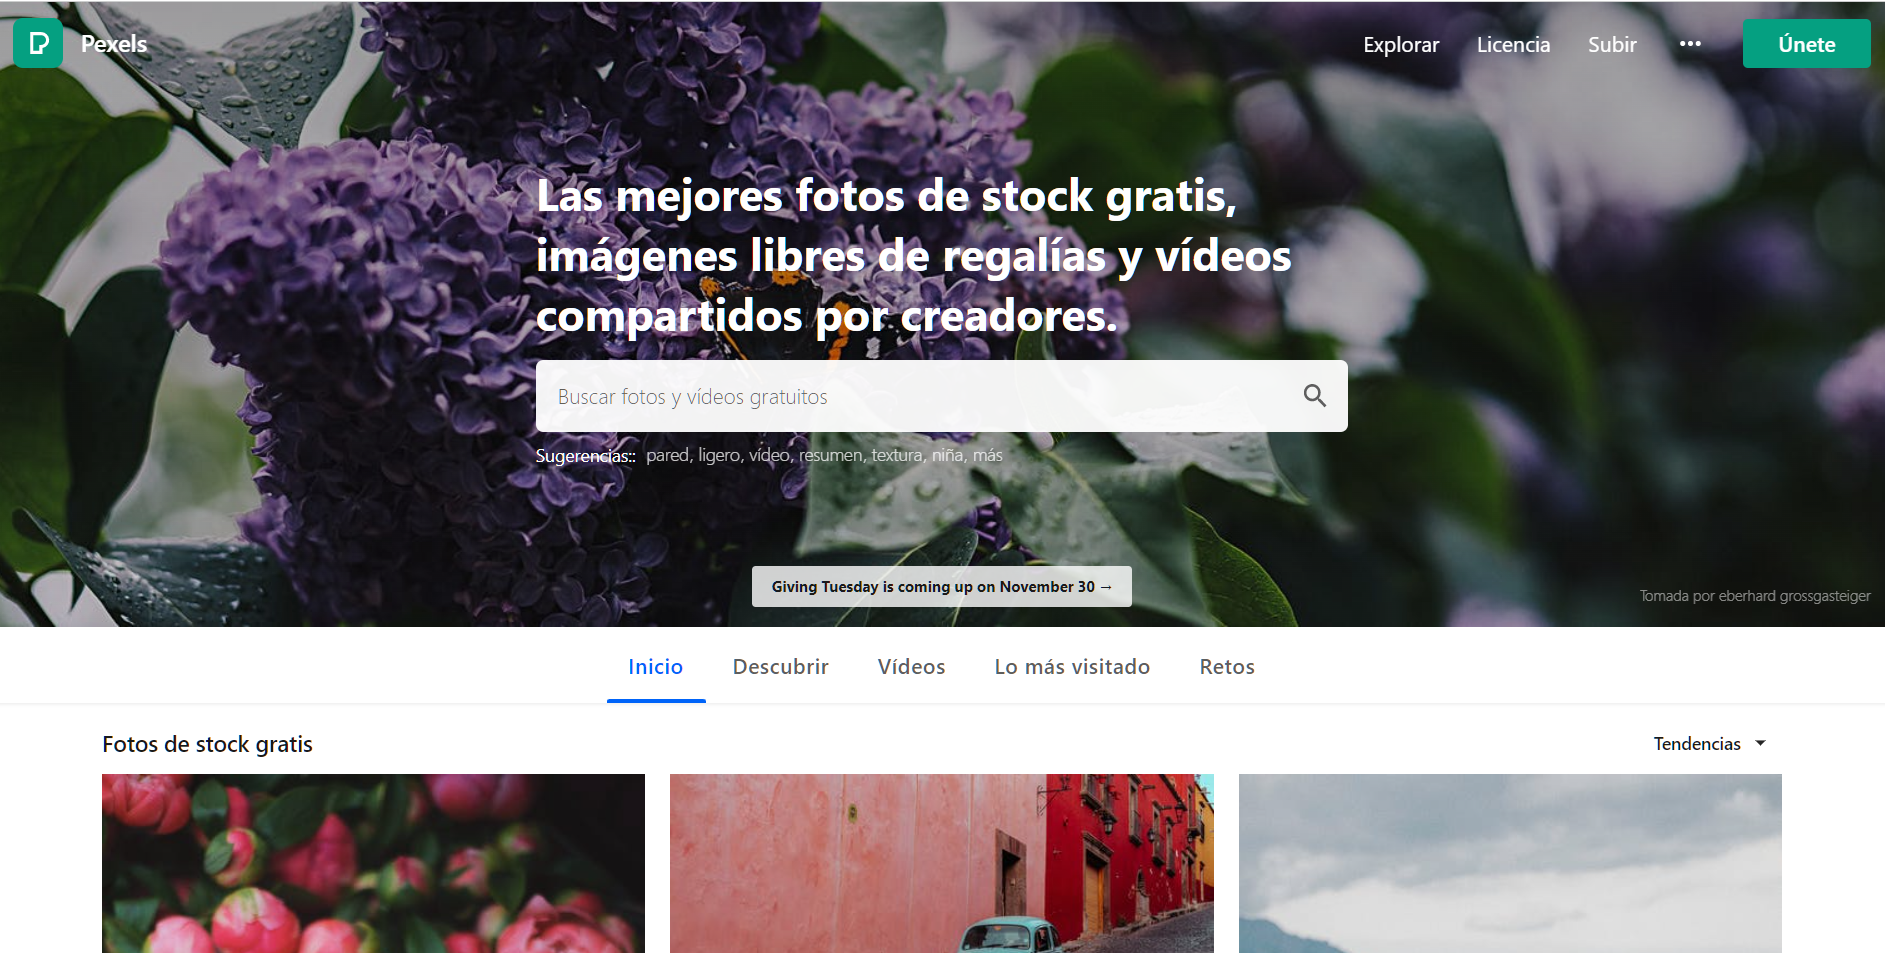 Pexels
Explorar
Licencia
Subir
Únete
Las mejores fotos de stock gratis,
imágenes libres de regalías y vídeos
compartidos por creadores.
Buscar fotos y vídeos gratuitos
Sugerencias:: pared, ligero, vídeo, resumen, textura, niña, más
Giving Tuesday is coming up on November 30 →
Tomada por eberhard grossgasteiger
Inicio
Descubrir
Vídeos
Lo más visitado
Retos
Fotos de stock gratis
Tendencias